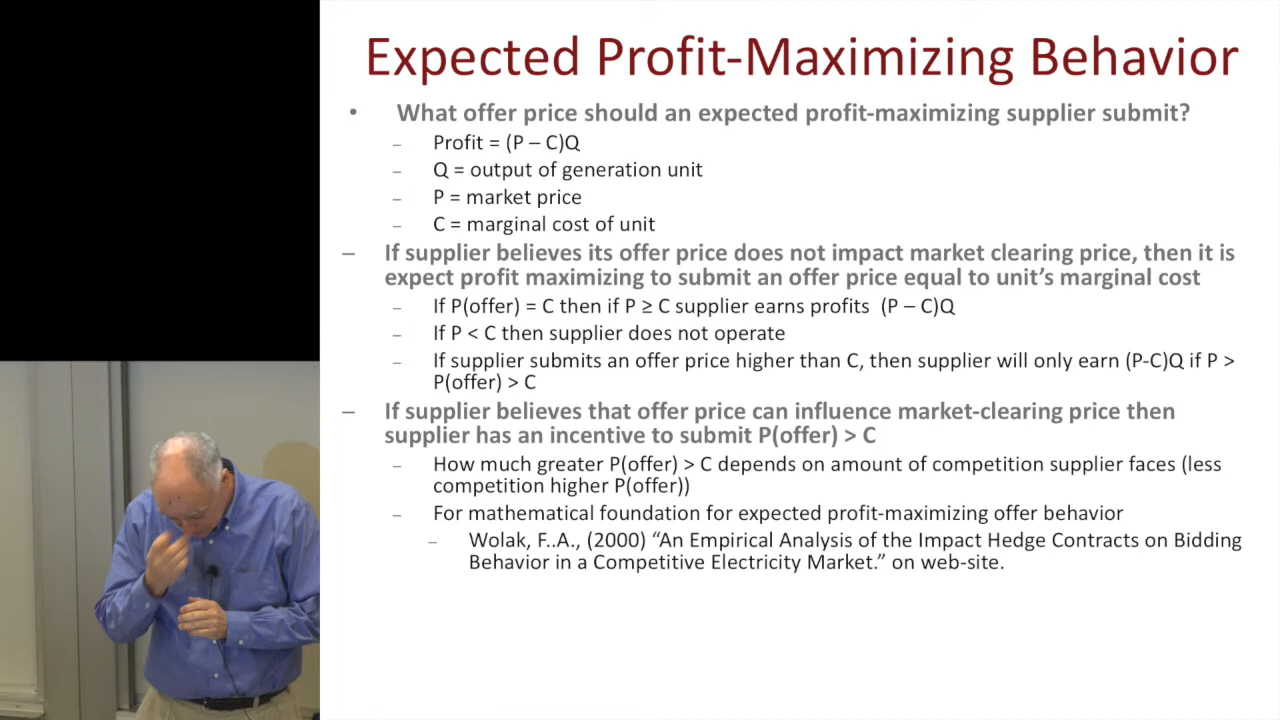 Expected Profit-Maximizing Behavior
• What offer price should an expected profit-maximizing supplier submit?
– Profit = (P – C)Q
– Q = output of generation unit
– P = market price
– C = marginal cost of unit
– If supplier believes its offer price does not impact market clearing price, then it is
expect profit maximizing to submit an offer price equal to unit's marginal cost
– If P(offer) = C then if P ≥ C supplier earns profits (P – C)Q
– If P < C then supplier does not operate
– If supplier submits an offer price higher than C, then supplier will only earn (P-C)Q if P >
P(offer) > C
– If supplier believes that offer price can influence market-clearing price then
supplier has an incentive to submit P(offer) > C
– How much greater P(offer) > C depends on amount of competition supplier faces (less
competition higher P(offer))
– For mathematical foundation for expected profit-maximizing offer behavior
– Wolak, F..A., (2000) “An Empirical Analysis of the Impact Hedge Contracts on Bidding
Behavior in a Competitive Electricity Market.” on web-site.